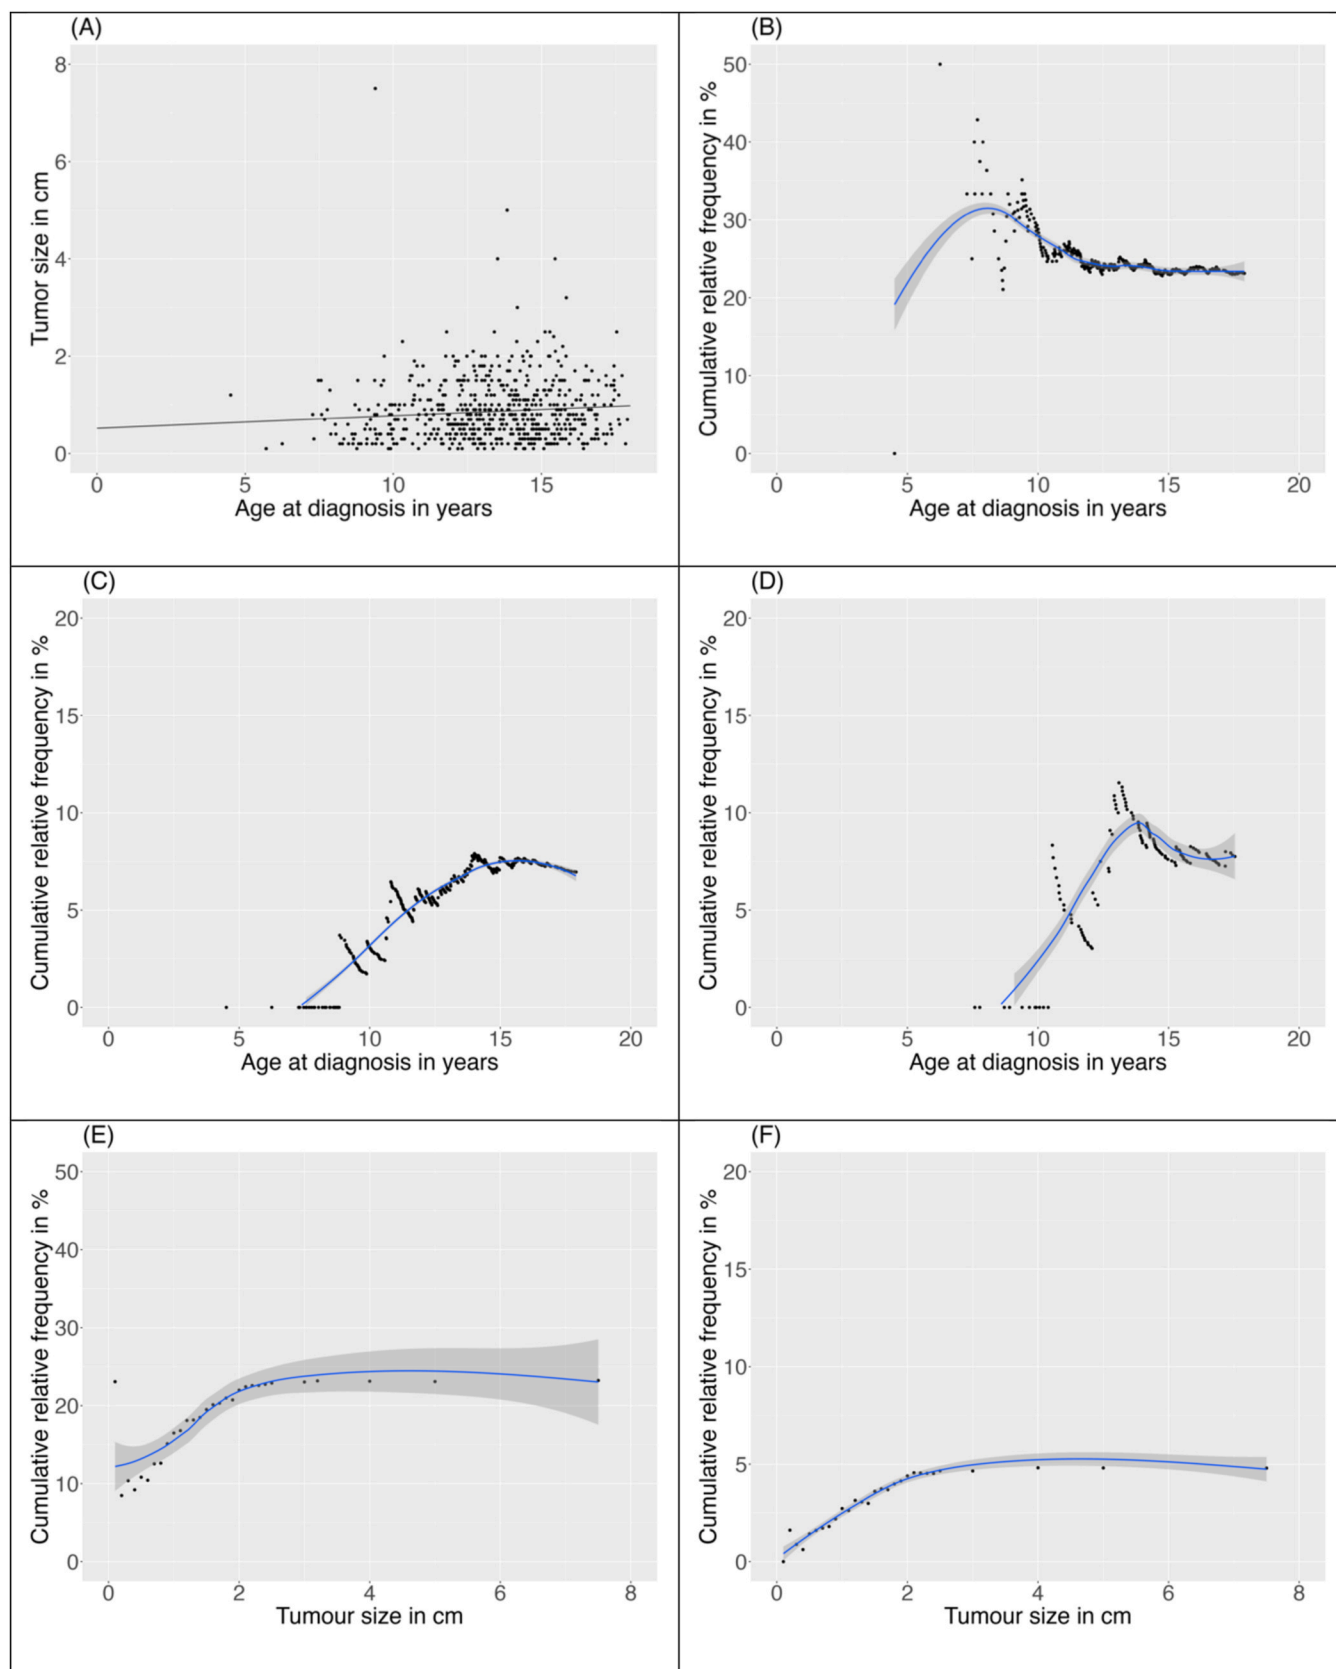 (A)
Tumor size in cm
8
6
4
2
0
0 5 10 15
Age at diagnosis in years
(B)
Cumulative relative frequency in %
50
40
30
20
10
0
0 5 10 15 20
Age at diagnosis in years
(C)
Cumulative relative frequency in %
20
15
10
5
0
0 5 10 15 20
Age at diagnosis in years
(D)
Cumulative relative frequency in %
20
15
10
5
0
0 5 10 15 20
Age at diagnosis in years
(E)
Cumulative relative frequency in %
50
40
30
20
10
0
0 2 4 6 8
Tumour size in cm
(F)
Cumulative relative frequency in %
20
15
10
5
0
0 2 4 6 8
Tumour size in cm